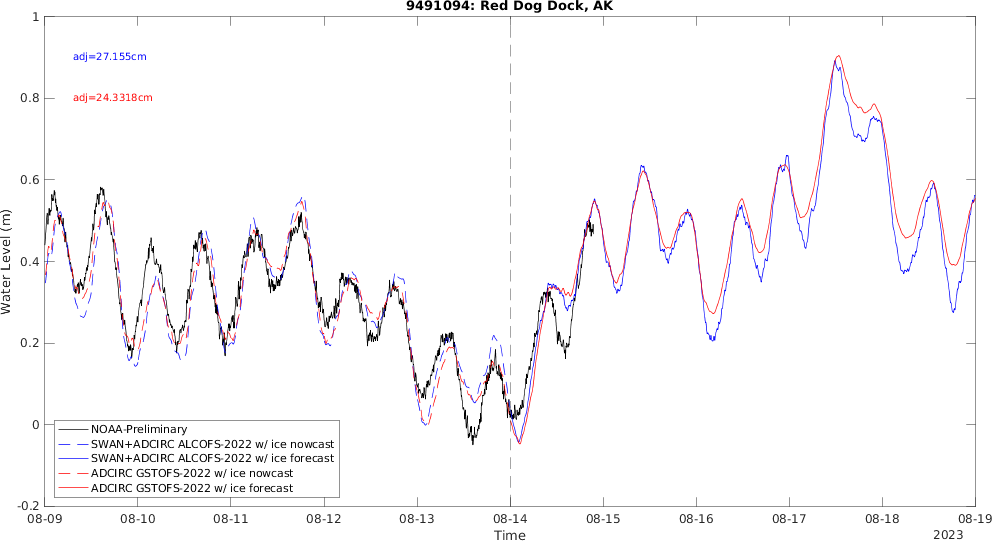 9491094: Red Dog Dock, AK
adj=27.155cm
adj=24.3318cm
Water Level (m)
1
0.8
0.6
0.4
0.2
0
-0.2
NOAA-Preliminary
SWAN+ADCIRC ALCOFS-2022 w/ ice nowcast
SWAN+ADCIRC ALCOFS-2022 w/ ice forecast
ADCIRC GSTOFS-2022 w/ ice nowcast
ADCIRC GSTOFS-2022 w/ ice forecast
08-09 08-10 08-11 08-12 08-13 08-14 08-15 08-16 08-17 08-18 08-19
Time
2023